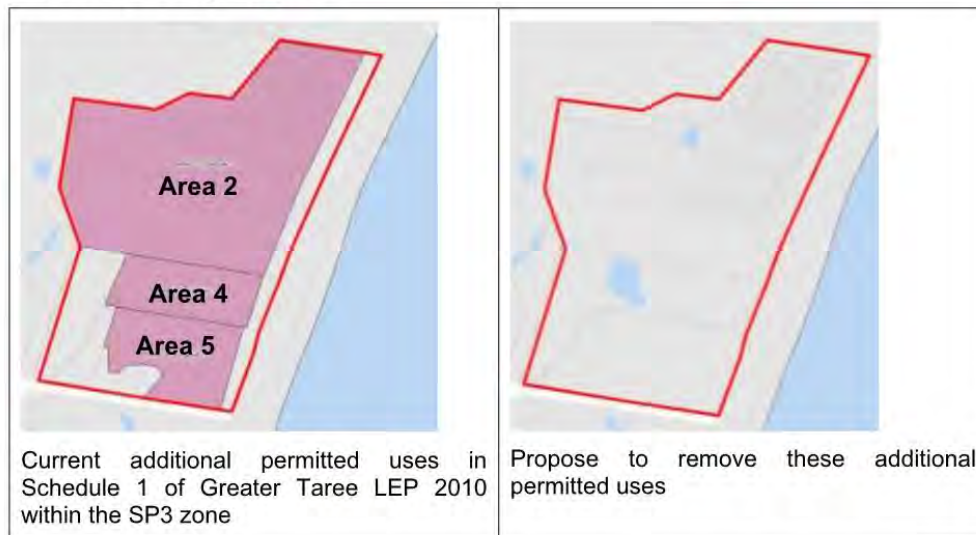 Area 2
Area 4
Area 5
Current additional permitted uses in
Schedule 1 of Greater Taree LEP 2010
within the SP3 zone
Propose to remove these additional
permitted uses